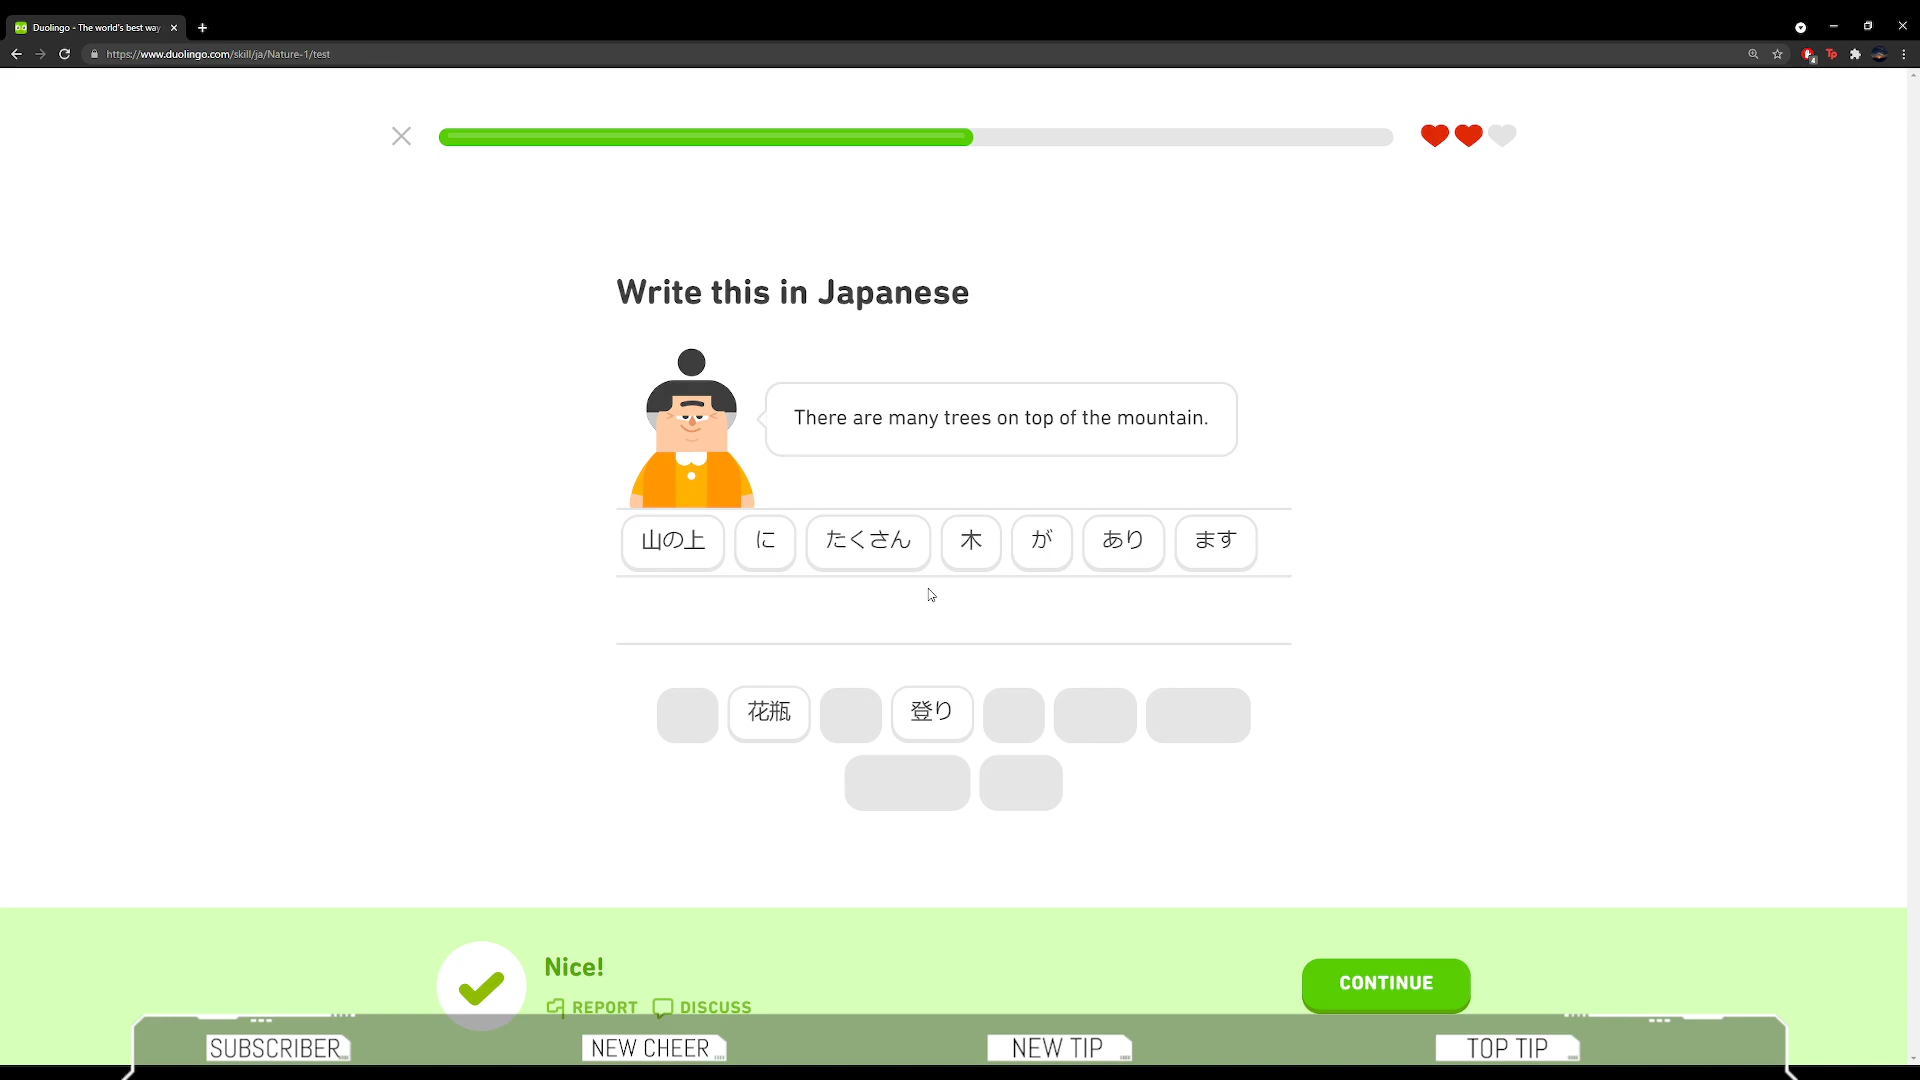 Duolingo - The world's best way
https://www.duolingo.com/skill/ja/Nature-1/test
4
Tp
Write this in Japanese
There are many trees on top of the mountain.
山の上 に たくさん 木 が あり ます
花瓶 登り
Nice!
REPORT DISCUSS
CONTINUE
SUBSCRIBER NEW CHEER NEW TIP TOP TIP